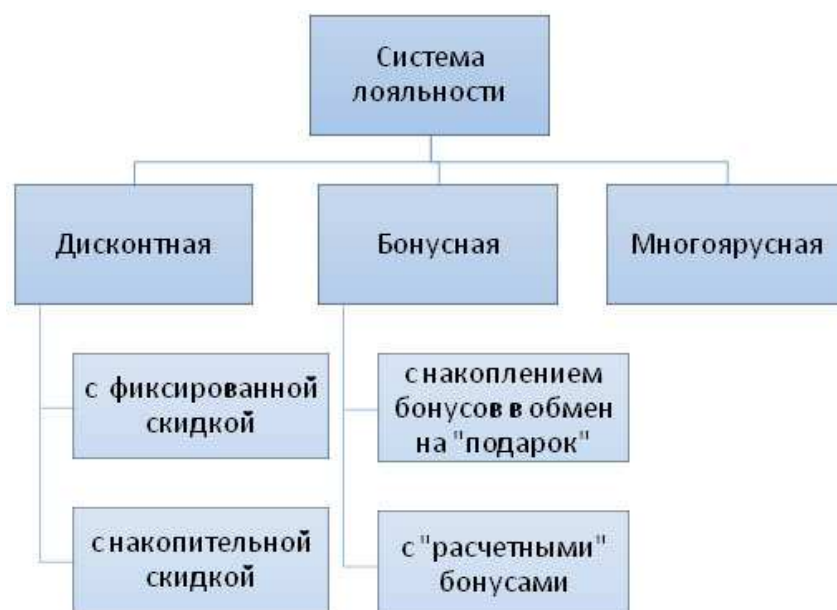 Система
лояльности
Дисконтная
Бонусная
Многоярусная
с фиксированной
скидкой
с накоплением
бонусов в обмен
на "подарок"
с накопительной
скидкой
с "расчетными"
бонусами